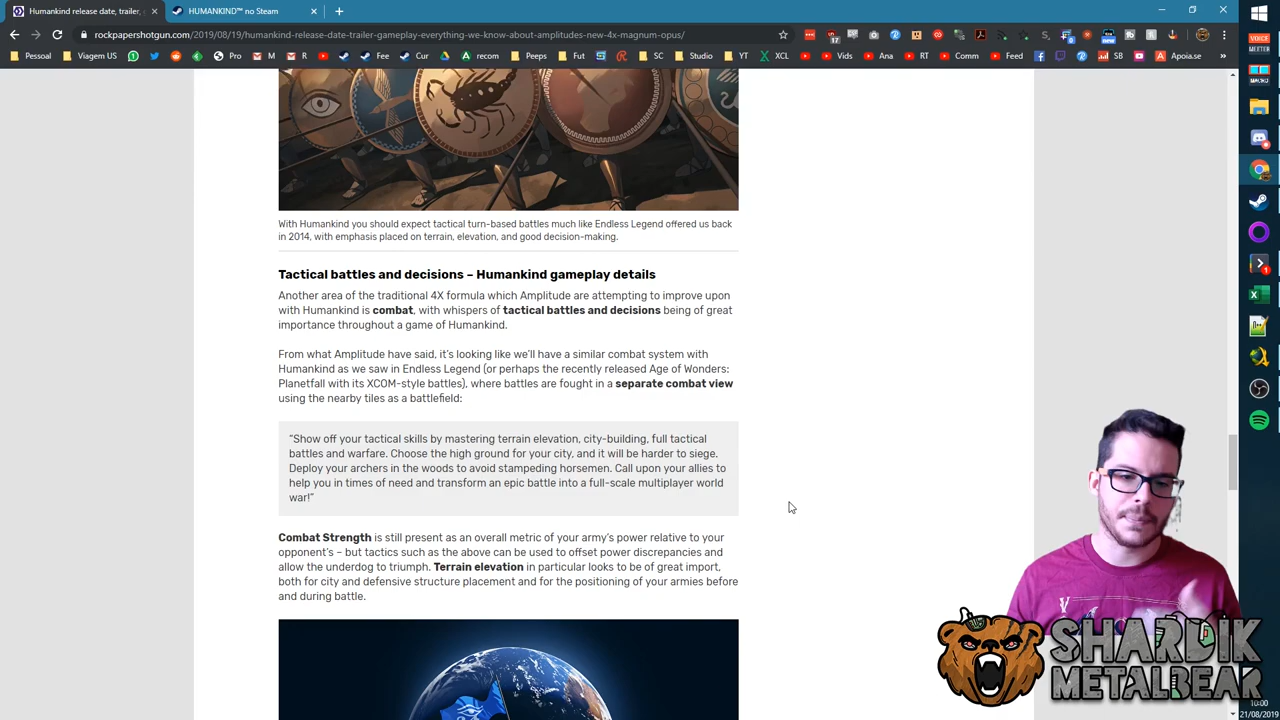 Humankind release date, trailer,
HUMANKIND™ no Steam
rockpapershotgun.com/2019/08/19/humankind-release-date-trailer-gameplay-everything-we-know-about-amplitudes-new-4x-magnum-opus/
Pessoal Viagem US Pro M R Fee Cur recom Peeps Fut SC Studio YT XCL Vids Ana RT Comm Feed SB Apoia.se
With Humankind you should expect tactical turn-based battles much like Endless Legend offered us back
in 2014, with emphasis placed on terrain, elevation, and good decision-making.
Tactical battles and decisions – Humankind gameplay details
Another area of the traditional 4X formula which Amplitude are attempting to improve upon
with Humankind is combat, with whispers of tactical battles and decisions being of great
importance throughout a game of Humankind.
From what Amplitude have said, it's looking like we'll have a similar combat system with
Humankind as we saw in Endless Legend (or perhaps the recently released Age of Wonders:
Planetfall with its XCOM-style battles), where battles are fought in a separate combat view
using the nearby tiles as a battlefield:
"Show off your tactical skills by mastering terrain elevation, city-building, full tactical
battles and warfare. Choose the high ground for your city, and it will be harder to siege.
Deploy your archers in the woods to avoid stampeding horsemen. Call upon your allies to
help you in times of need and transform an epic battle into a full-scale multiplayer world
war!"
Combat Strength is still present as an overall metric of your army's power relative to your
opponent's – but tactics such as the above can be used to offset power discrepancies and
allow the underdog to triumph. Terrain elevation in particular looks to be of great import,
both for city and defensive structure placement and for the positioning of your armies before
and during battle.
SHARDIK
METALBEAR
VOICE
MEETER
MACRO
10:00
21/08/2019